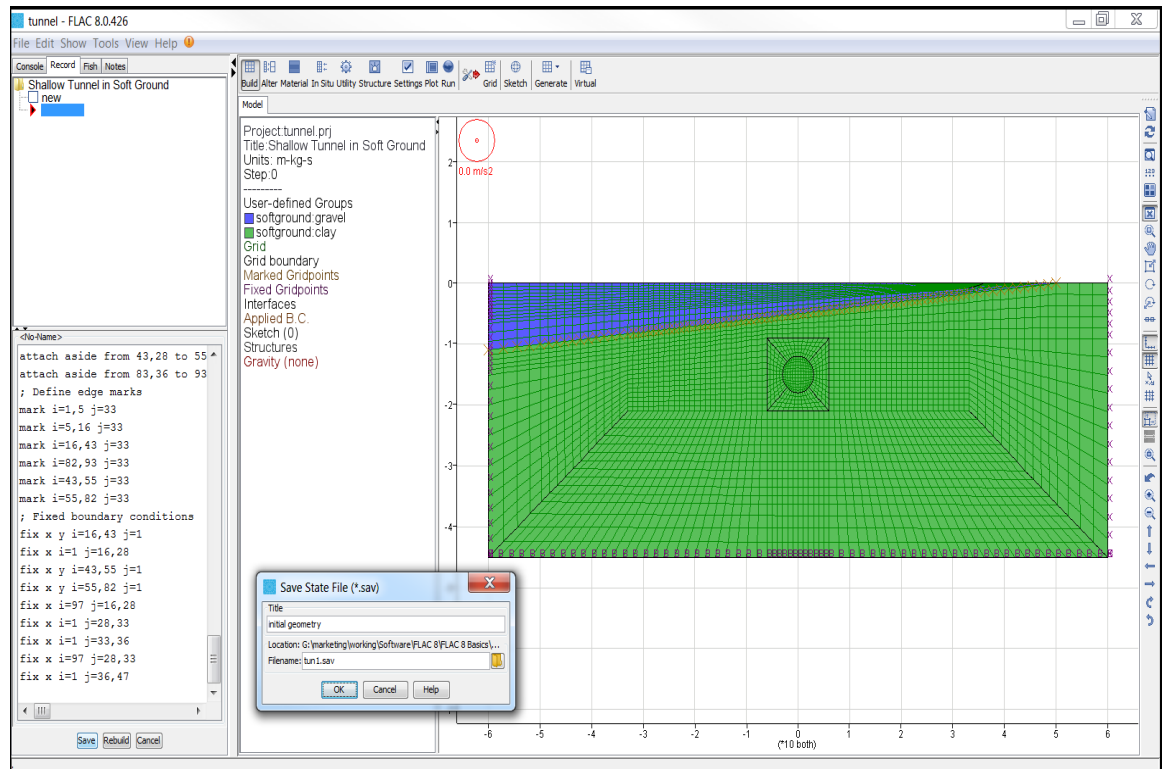 tunnel - FLAC 8.0.426
File Edit Show Tools View Help
Console Record Fish Notes
Shallow Tunnel in Soft Ground
new
Build Alter Material In Situ Utility Structure Settings Plot Run Grid Sketch Generate Virtual
Model
Project:tunnel.prj
Title:Shallow Tunnel in Soft Ground
Units: m-kg-s
Step:0
---------
User-defined Groups
softground:gravel
softground:clay
Grid
Grid boundary
Marked Gridpoints
Fixed Gridpoints
Interfaces
Applied B.C.
Sketch (0)
Structures
Gravity (none)
0.0 m/s2
2
1
0
-1
-2
-3
-4
-6 -5 -4 -3 -2 -1 0 1 2 3 4 5 6
(*10 both)
<No-Name>
attach aside from 43,28 to 55
attach aside from 83,36 to 93
; Define edge marks
mark i=1,5 j=33
mark i=5,16 j=33
mark i=16,43 j=33
mark i=82,93 j=33
mark i=43,55 j=33
mark i=55,82 j=33
; Fixed boundary conditions
fix x y i=16,43 j=1
fix x i=1 j=16,28
fix x y i=43,55 j=1
fix x y i=55,82 j=1
fix x i=97 j=16,28
fix x i=1 j=28,33
fix x i=1 j=33,36
fix x i=97 j=28,33
fix x i=1 j=36,47
Save Rebuild Cancel
Save State File (*.sav)
Title
initial geometry
Location: G:\marketing\working\Software\FLAC 8\FLAC 8 Basics\,...
Filename: tun1.sav
OK Cancel Help